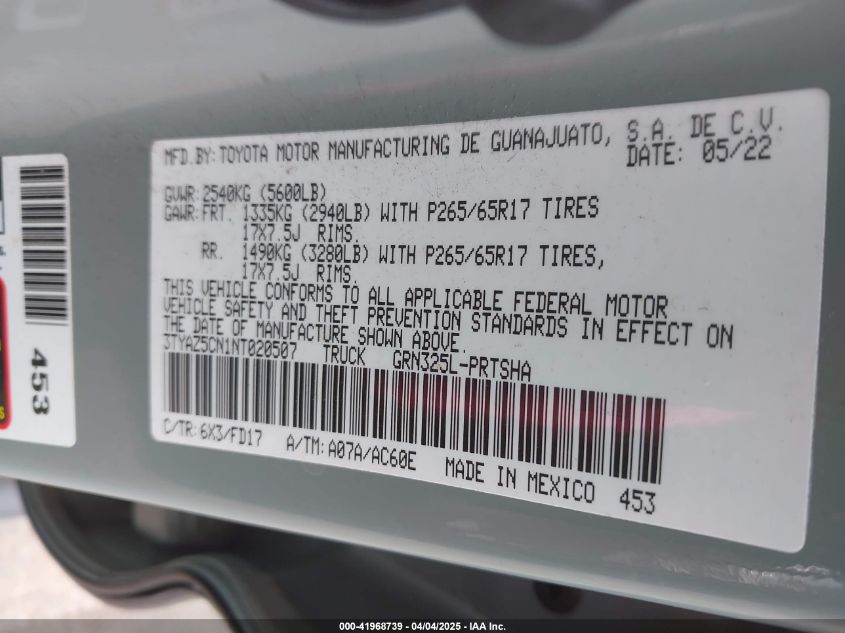 MFD.BY: TOYOTA MOTOR MANUFACTURING DE GUANAJUATO, S.A. DE C.V.
DATE: 05/22
GVWR: 2540KG (5600LB)
GAWR: FRT. 1335KG (2940LB) WITH P265/65R17 TIRES
17X7.5J RIMS.
RR. 1490KG (3280LB) WITH P265/65R17 TIRES,
17X7.5J RIMS.
THIS VEHICLE CONFORMS TO ALL APPLICABLE FEDERAL MOTOR
VEHICLE SAFETY AND THEFT PREVENTION STANDARDS IN EFFECT ON
THE DATE OF MANUFACTURE SHOWN ABOVE.
3TYAZ5CN1NT020507 TRUCK GRN325L-PRTSHA
C/TR: 6X3/FD17 A/TM: A07A/AC60E MADE IN MEXICO 453
453
000-41968739 - 04/04/2025 - IAA Inc.